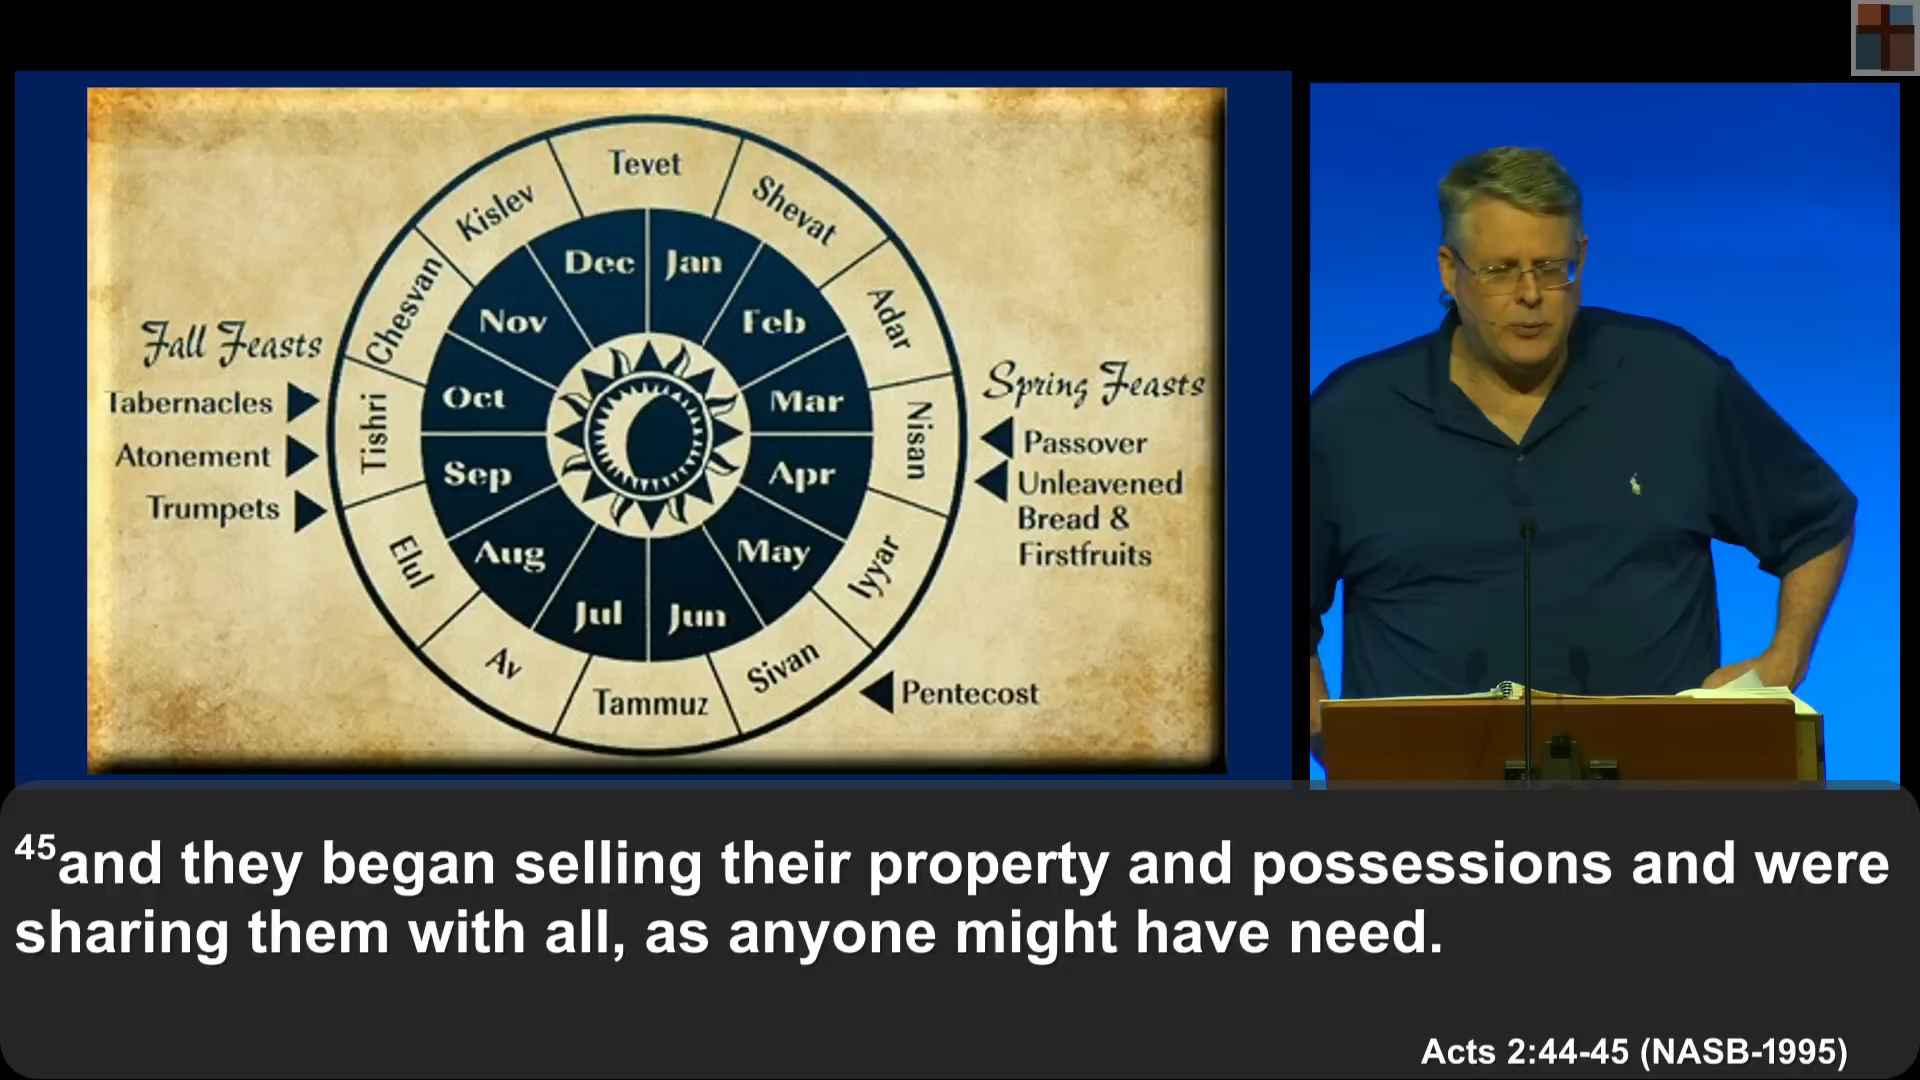 Tevet
Shevat
Adar
Nisan
Iyyar
Sivan
Tammuz
Av
Elul
Tishri
Chesvan
Kislev
Jan
Feb
Mar
Apr
May
Jun
Jul
Aug
Sep
Oct
Nov
Dec
Fall Feasts
Tabernacles
Atonement
Trumpets
Spring Feasts
Passover
Unleavened
Bread &
Firstfruits
Pentecost
45and they began selling their property and possessions and were
sharing them with all, as anyone might have need.
Acts 2:44-45 (NASB-1995)